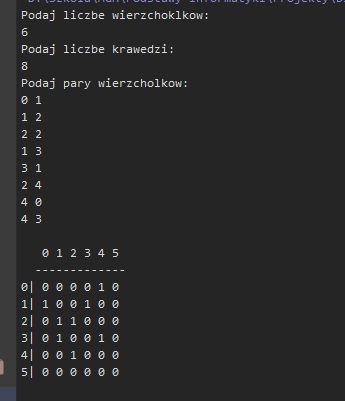 Podaj liczbe wierzchoklkow:
6
Podaj liczbe krawedzi:
8
Podaj pary wierzcholkow:
0 1
1 2
2 2
1 3
3 1
2 4
4 0
4 3
0 1 2 3 4 5
-------------
0| 0 0 0 0 1 0
1| 1 0 0 1 0 0
2| 0 1 1 0 0 0
3| 0 1 0 0 1 0
4| 0 0 1 0 0 0
5| 0 0 0 0 0 0